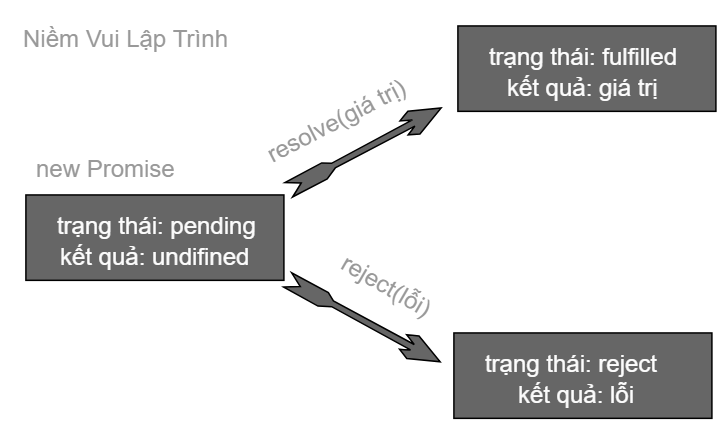 Niềm Vui Lập Trình
trạng thái: fulfilled
kết quả: giá trị
resolve(giá trị)
new Promise
trạng thái: pending
kết quả: undifined
reject(lỗi)
trạng thái: reject
kết quả: lỗi